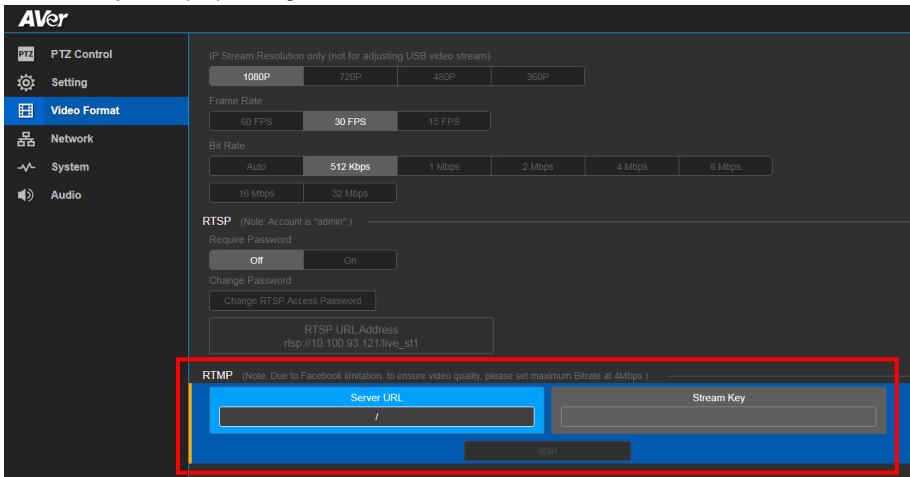 AVer
PTZ PTZ Control
Setting
Video Format
Network
System
Audio
IP Stream Resolution only (not for adjusting USB video stream)
1080P 720P 480P 360P
Frame Rate
60 FPS 30 FPS 15 FPS
Bit Rate
Auto 512 Kbps 1 Mbps 2 Mbps 4 Mbps 8 Mbps
16 Mbps 32 Mbps
RTSP (Note: Account is "admin".)
Require Password
Off On
Change Password
Change RTSP Access Password
RTSP URL Address
rtsp://10.100.93.121/live_st1
RTMP (Note: Due to Facebook limitation, to ensure video quality, please set maximum Bitrate at 4Mbps.)
Server URL Stream Key
/
Start